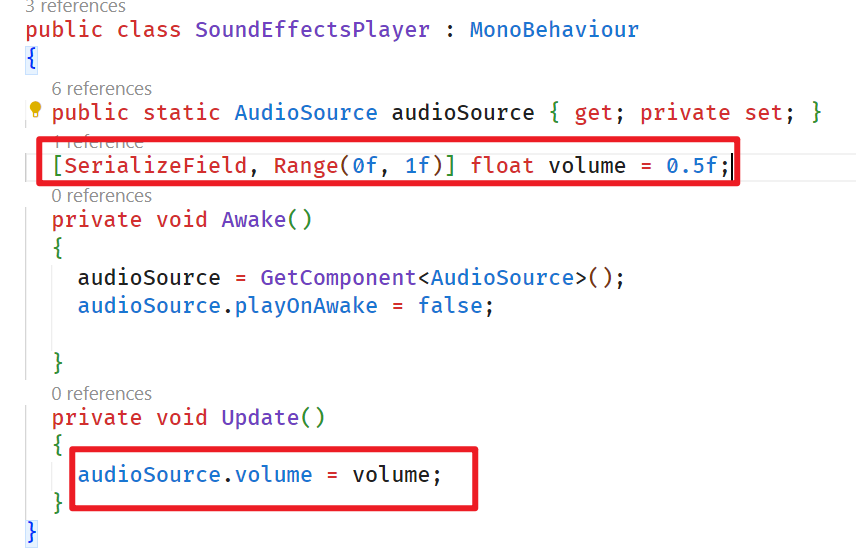 3 references
public class SoundEffectsPlayer : MonoBehaviour
{
6 references
public static AudioSource audioSource { get; private set; }
1 reference
[SerializeField, Range(0f, 1f)] float volume = 0.5f;
0 references
private void Awake()
{
audioSource = GetComponent<AudioSource>();
audioSource.playOnAwake = false;
}
0 references
private void Update()
{
audioSource.volume = volume;
}
}